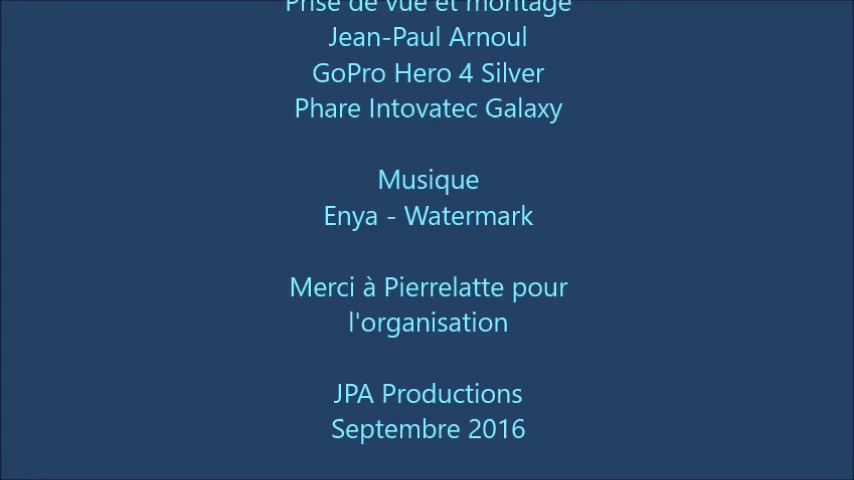 Prise de vue et montage
Jean-Paul Arnoul
GoPro Hero 4 Silver
Phare Intovatec Galaxy
Musique
Enya - Watermark
Merci à Pierrelatte pour
l'organisation
JPA Productions
Septembre 2016